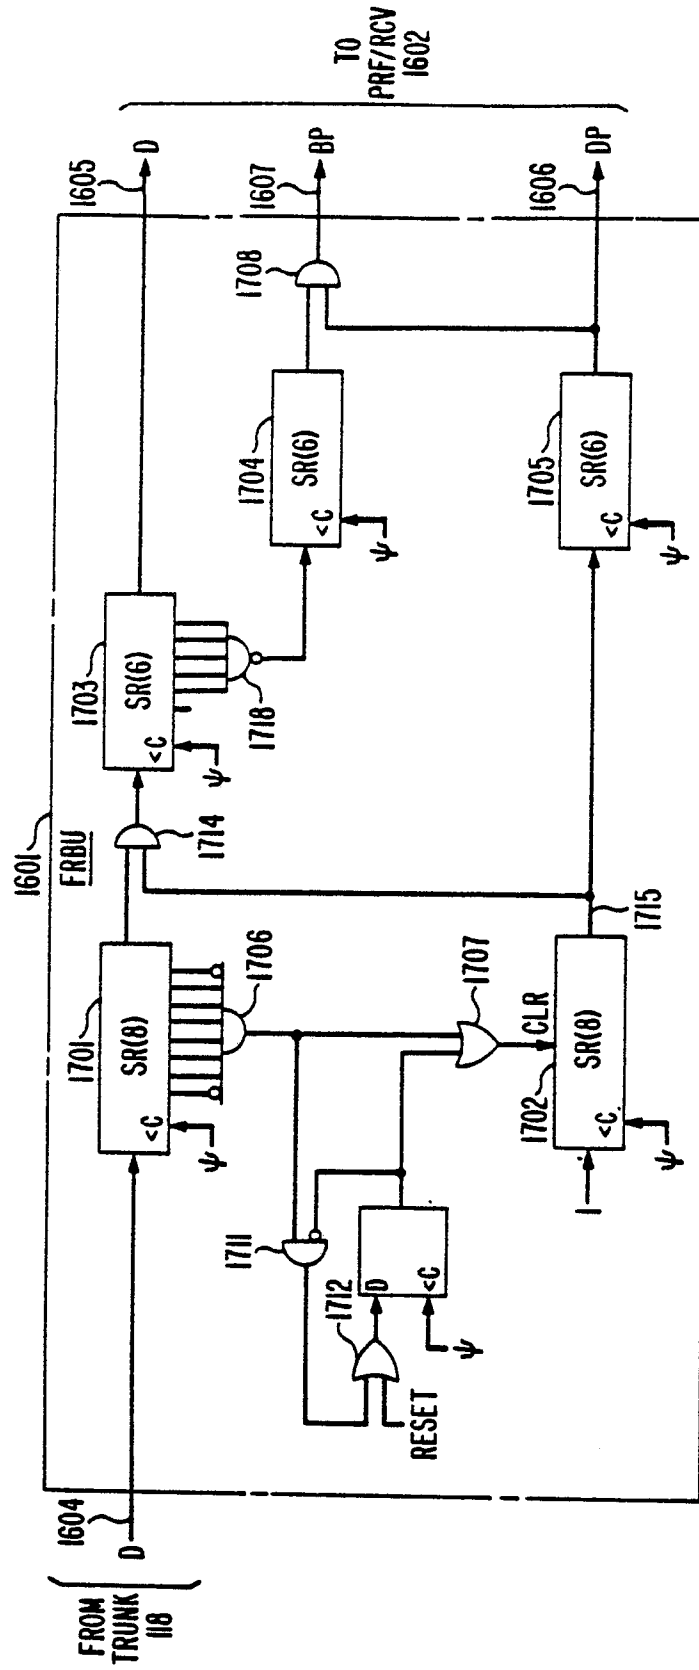 FROM
TRUNK
118
D
1604
1601
FRBU
1701
SR(8)
<C
ψ
1706
1714
1703
SR(6)
<C
ψ
1718
1605
D
TO
PRF/RCV
1602
1704
SR(6)
<C
ψ
1708
1607
BP
1711
1712
D
<C
ψ
RESET
1707
CLR
1702
SR(8)
<C
ψ
1
1715
1705
SR(6)
<C
ψ
1606
DP